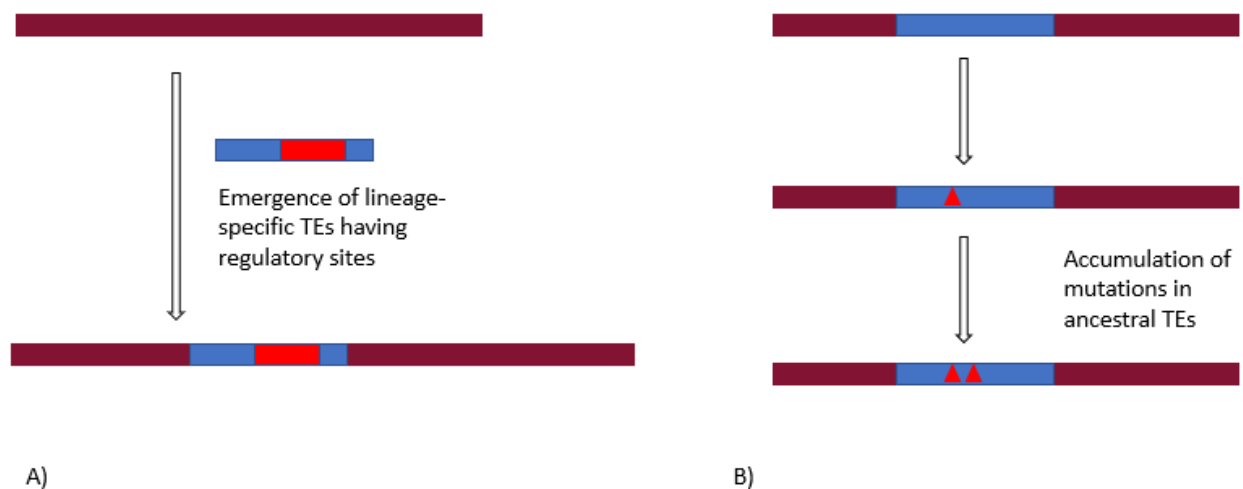 Emergence of lineage-
specific TEs having
regulatory sites
Accumulation of
mutations in
ancestral TEs
A)
B)